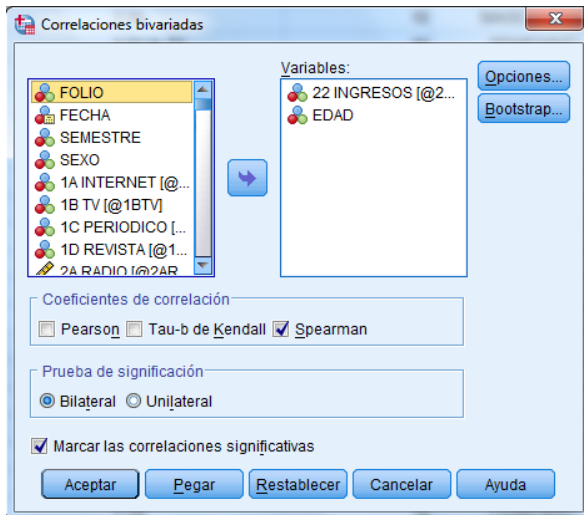 Correlaciones bivariadas
Variables:
FOLIO
FECHA
SEMESTRE
SEXO
1A INTERNET [@...
1B TV [@1BTV]
1C PERIODICO [...
1D REVISTA [@1...
2A RADIO [@2AR
22 INGRESOS [@2...
EDAD
Opciones...
Bootstrap...
Coeficientes de correlación
Pearson Tau-b de Kendall Spearman
Prueba de significación
Bilateral Unilateral
Marcar las correlaciones significativas
Aceptar Pegar Restablecer Cancelar Ayuda